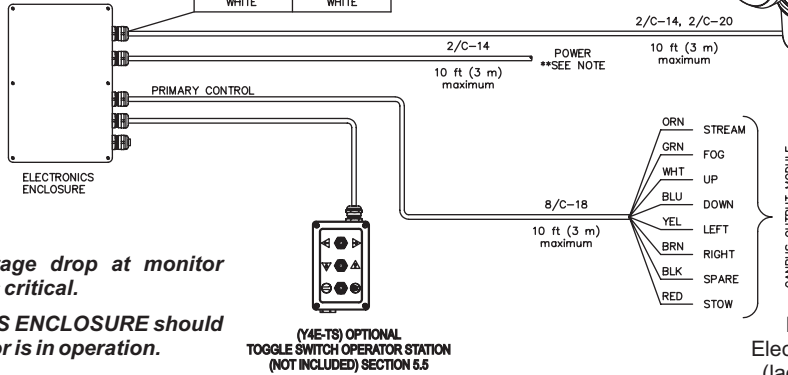 WHITE WHITE
2/C-14, 2/C-20
10 ft (3 m)
maximum
2/C-14
10 ft (3 m)
maximum
POWER
**SEE NOTE
PRIMARY CONTROL
ELECTRONICS
ENCLOSURE
8/C-18
10 ft (3 m)
maximum
ORN STREAM
GRN FOG
WHT UP
BLU DOWN
YEL LEFT
BRN RIGHT
BLK SPARE
RED STOW
OUTPUT MODULE
tage drop at monitor
critical.
S ENCLOSURE should
or is in operation.
(Y4E-TS) OPTIONAL
TOGGLE SWITCH OPERATOR STATION
(NOT INCLUDED) SECTION 5.5
Elec